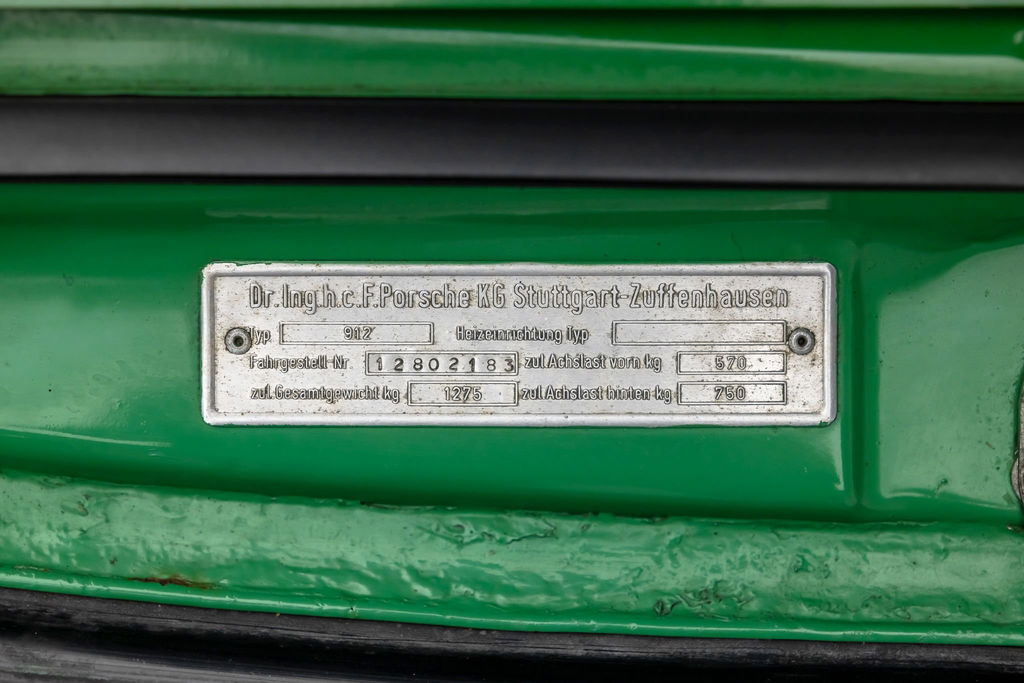 Dr.Ing.h.c.F.Porsche KG Stuttgart-Zuffenhausen
Typ 912 Heizeinrichtung Typ
Fahrgestell-Nr 12802183 zul.Achslast vorn kg 570
zul.Gesamtgewicht kg 1275 zul.Achslast hinten kg 750